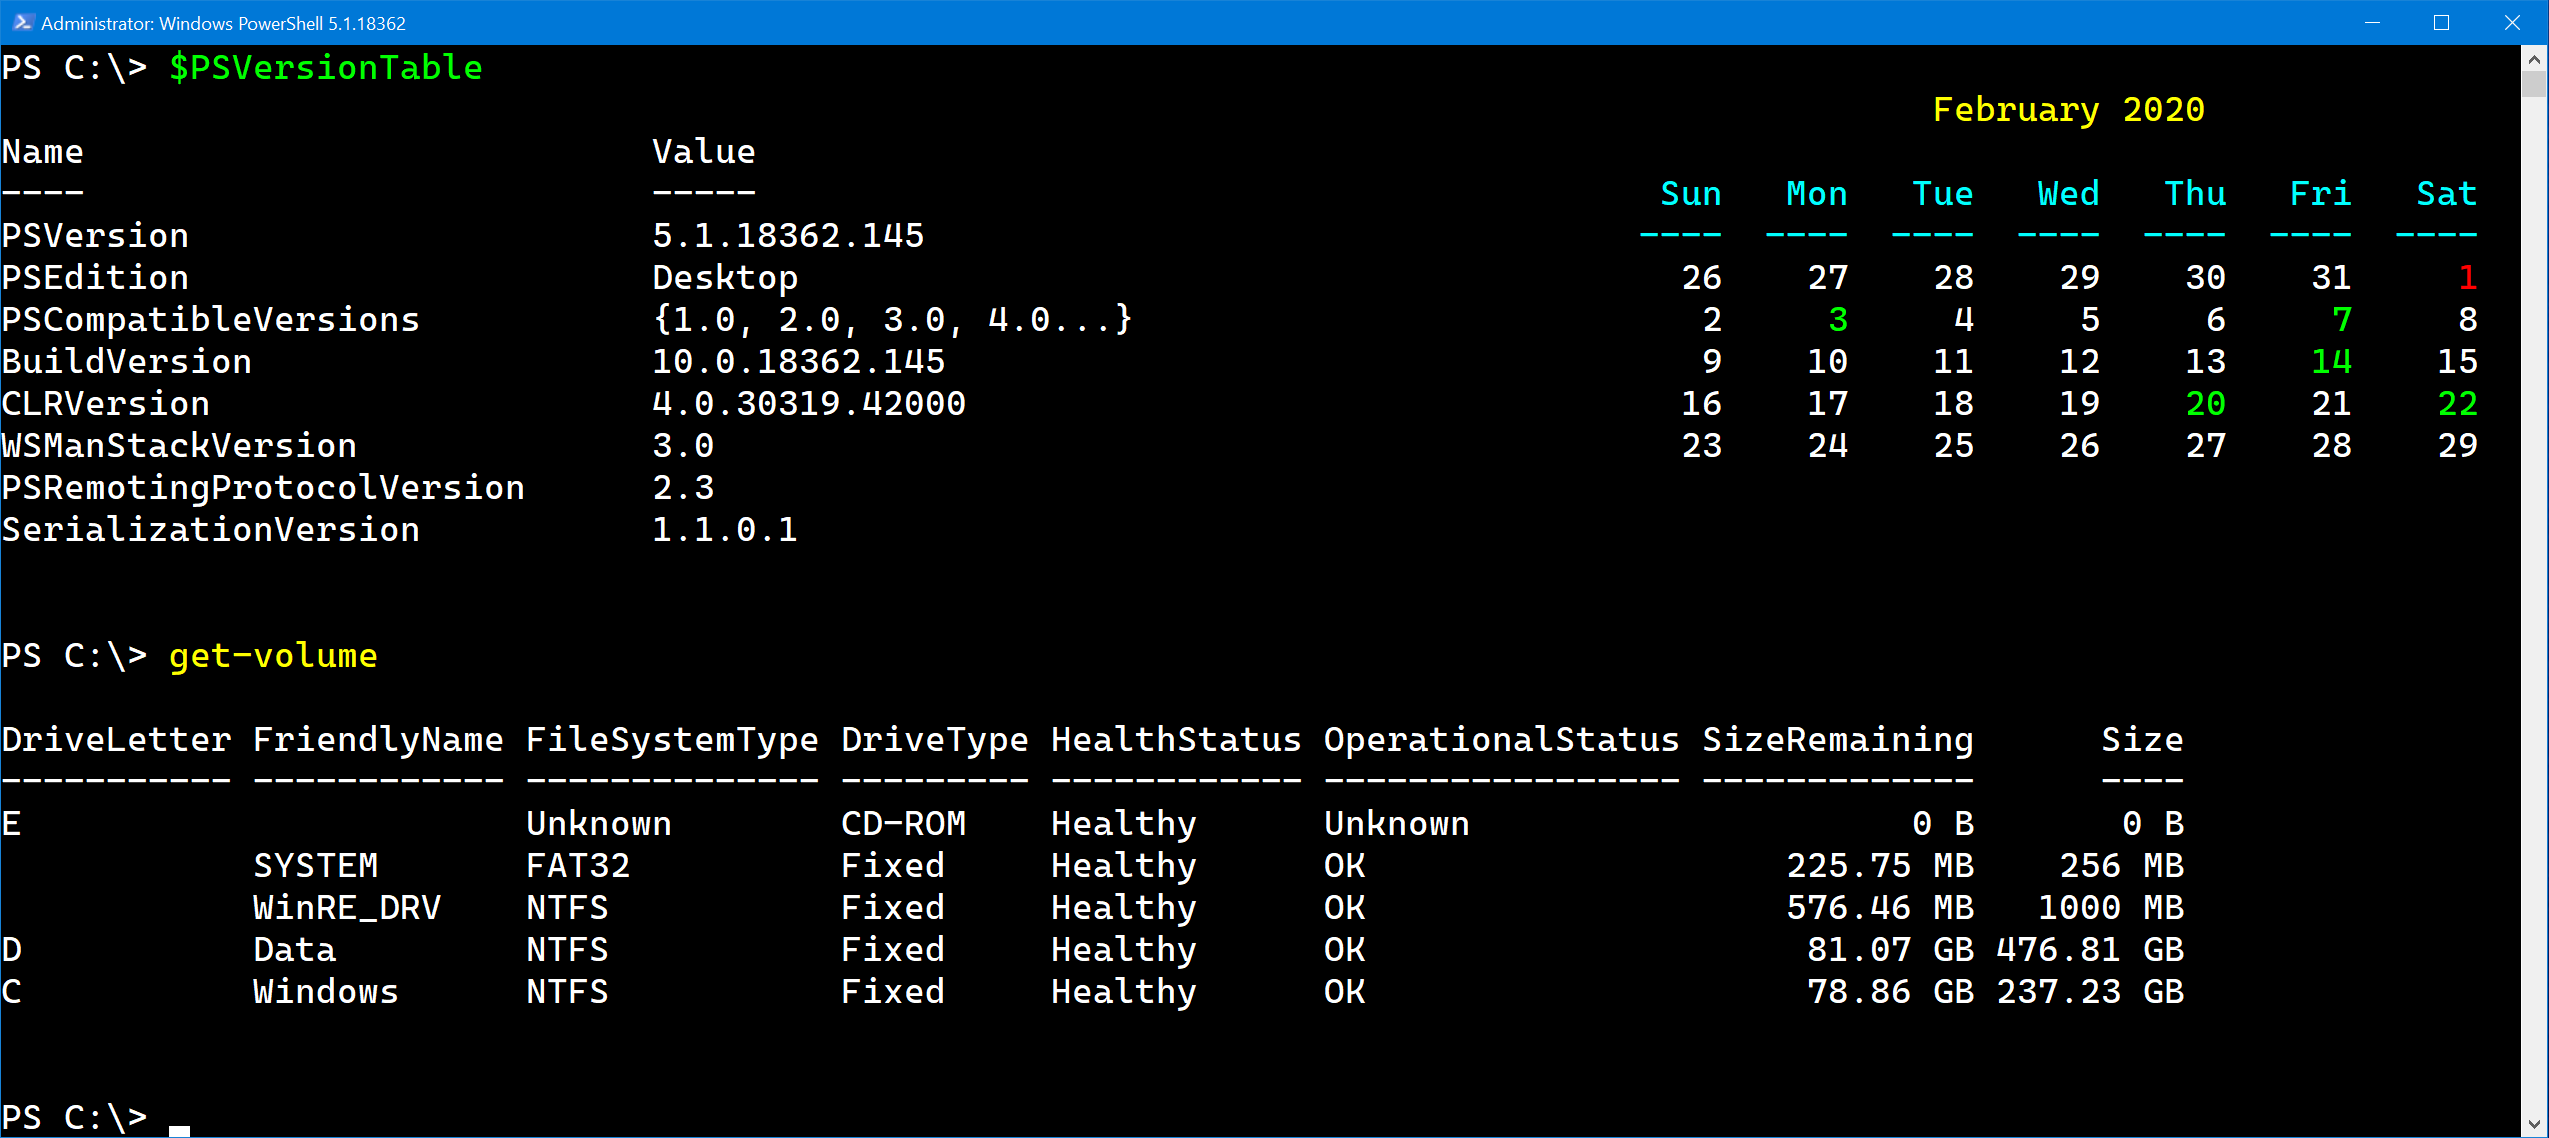 Administrator: Windows PowerShell 5.1.18362
PS C:\> $PSVersionTable
February 2020
Name Value
---- -----
Sun Mon Tue Wed Thu Fri Sat
---- ---- ---- ---- ---- ---- ----
PSVersion 5.1.18362.145
PSEdition Desktop
26 27 28 29 30 31 1
PSCompatibleVersions {1.0, 2.0, 3.0, 4.0...}
2 3 4 5 6 7 8
BuildVersion 10.0.18362.145
9 10 11 12 13 14 15
CLRVersion 4.0.30319.42000
16 17 18 19 20 21 22
WSManStackVersion 3.0
23 24 25 26 27 28 29
PSRemotingProtocolVersion 2.3
SerializationVersion 1.1.0.1
PS C:\> get-volume
DriveLetter FriendlyName FileSystemType DriveType HealthStatus OperationalStatus SizeRemaining Size
----------- ------------ -------------- --------- ------------ ----------------- ------------- ----
E Unknown CD-ROM Healthy Unknown 0 B 0 B
SYSTEM FAT32 Fixed Healthy OK 225.75 MB 256 MB
WinRE_DRV NTFS Fixed Healthy OK 576.46 MB 1000 MB
D Data NTFS Fixed Healthy OK 81.07 GB 476.81 GB
C Windows NTFS Fixed Healthy OK 78.86 GB 237.23 GB
PS C:\>